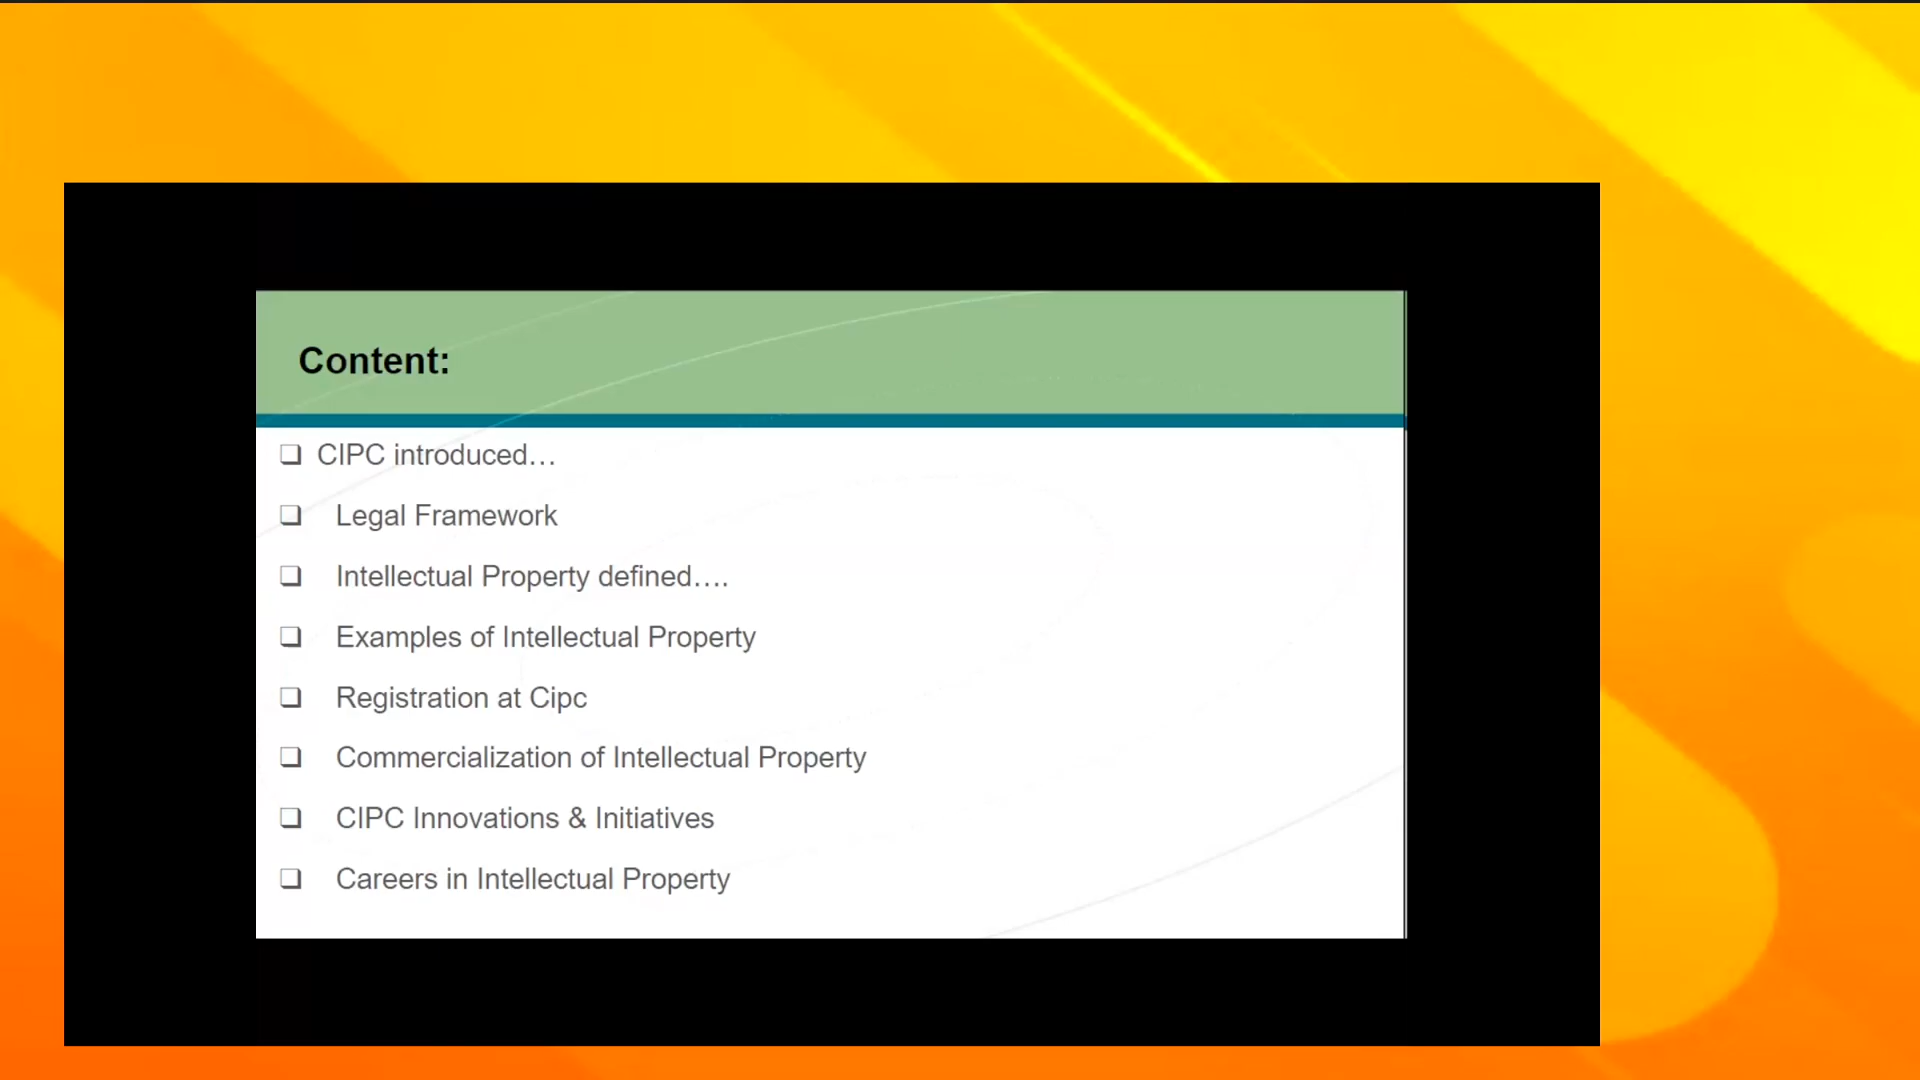 Content:
❑ CIPC introduced…
❑ Legal Framework
❑ Intellectual Property defined….
❑ Examples of Intellectual Property
❑ Registration at Cipc
❑ Commercialization of Intellectual Property
❑ CIPC Innovations & Initiatives
❑ Careers in Intellectual Property